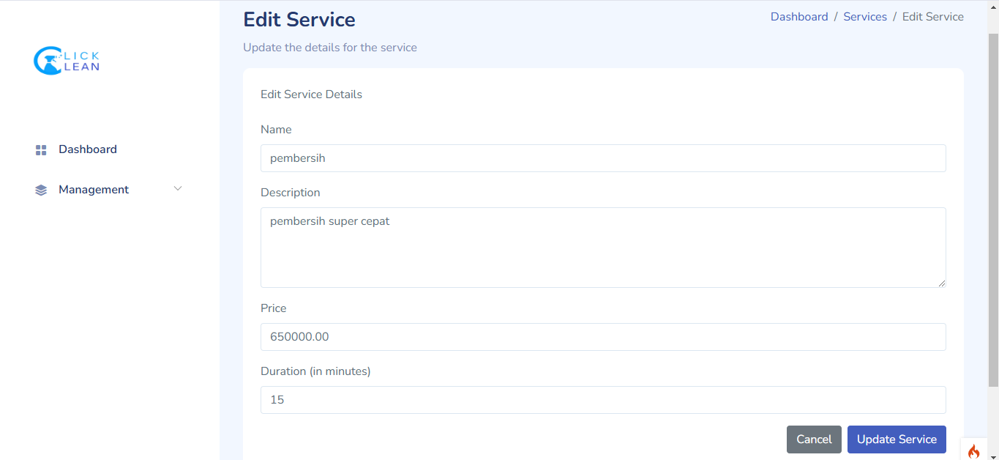 LICK
LEAN
Dashboard
Management
Edit Service
Dashboard / Services / Edit Service
Update the details for the service
Edit Service Details
Name
pembersih
Description
pembersih super cepat
Price
650000.00
Duration (in minutes)
15
Cancel
Update Service